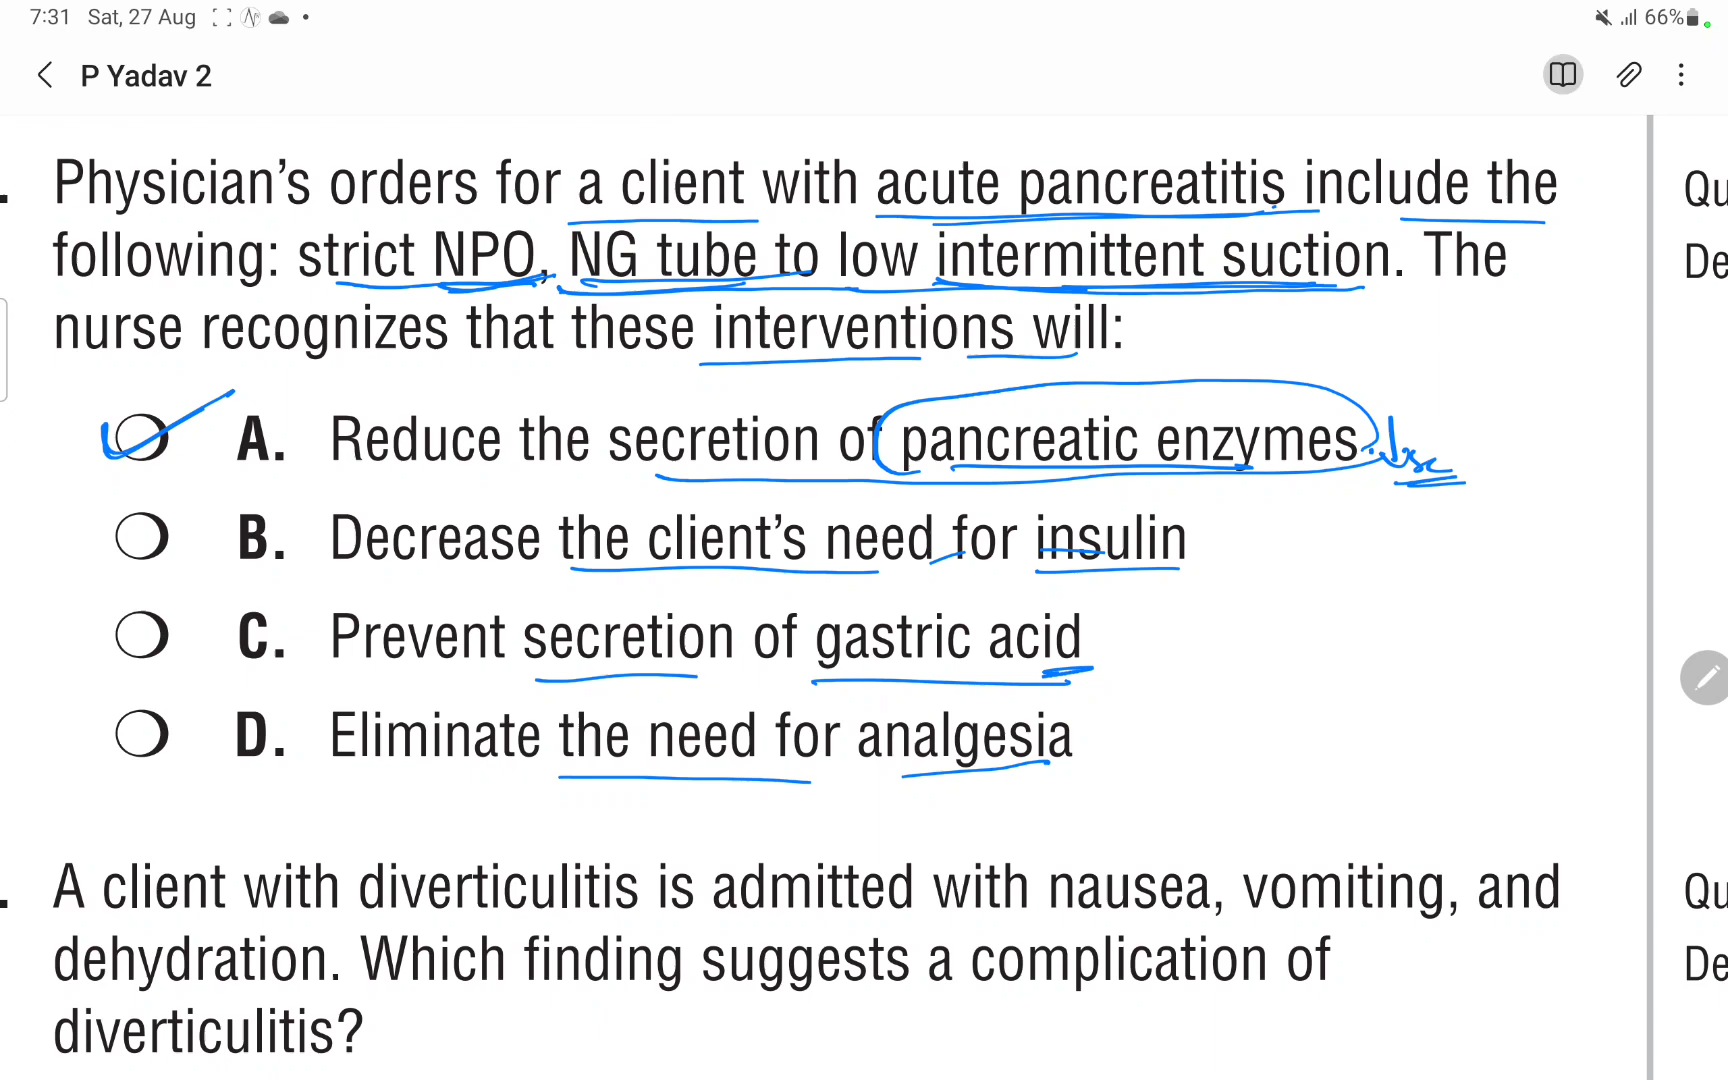 7:31 Sat, 27 Aug
66%
P Yadav 2
Physician's orders for a client with acute pancreatitis include the
following: strict NPO, NG tube to low intermittent suction. The
nurse recognizes that these interventions will:
A. Reduce the secretion of pancreatic enzymes.
B. Decrease the client's need for insulin
C. Prevent secretion of gastric acid
D. Eliminate the need for analgesia
A client with diverticulitis is admitted with nausea, vomiting, and
dehydration. Which finding suggests a complication of
diverticulitis?
Qu
De
Qu
De